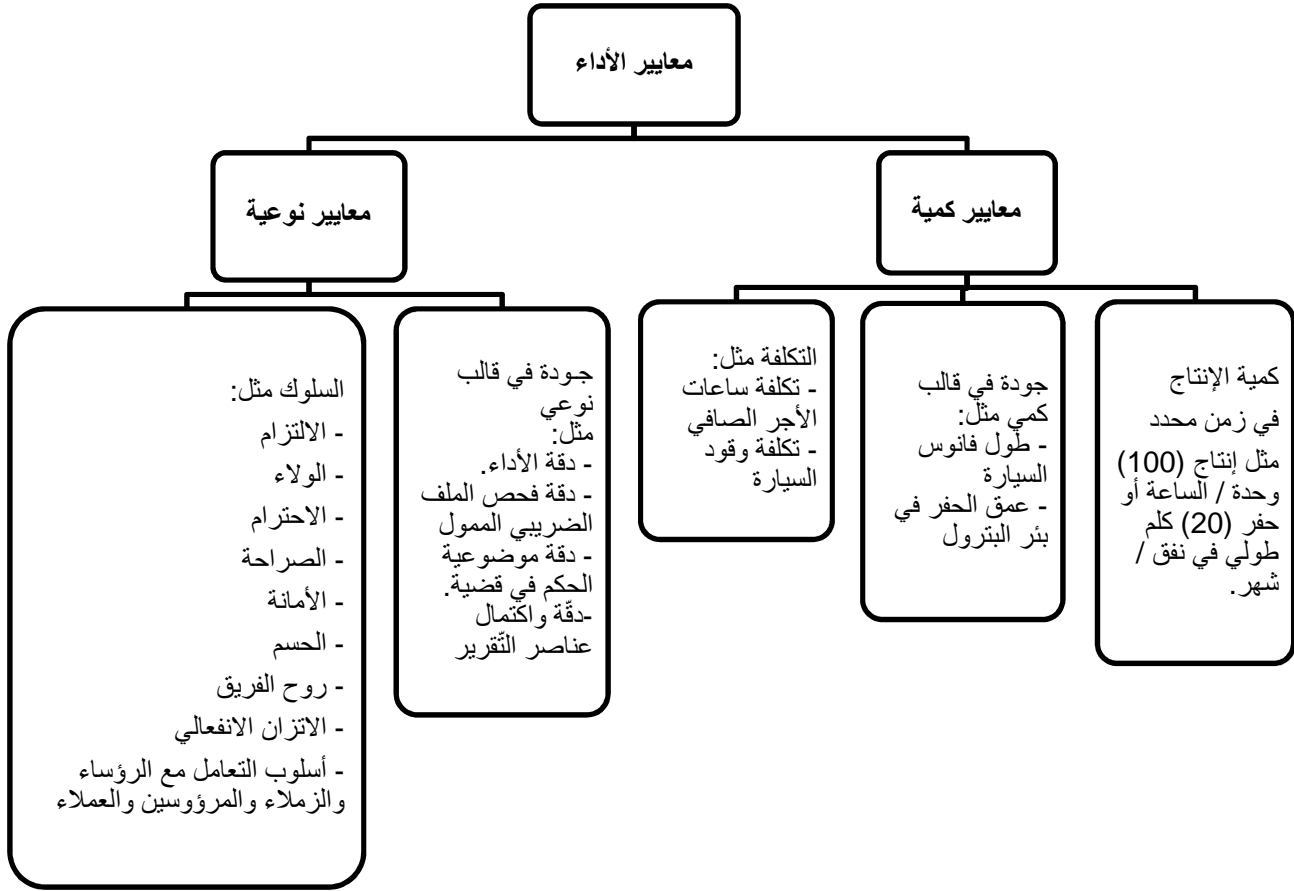 معايير الأداء
معايير كمية
معايير نوعية
كمية الإنتاج
في زمن محدد
مثل إنتاج (100)
وحدة / الساعة أو
حفر (20) كلم
طولي في نفق /
شهر.
جودة في قالب
كمي مثل:
- طول فانوس
السيارة
- عمق الحفر في
بئر البترول
التكلفة مثل:
- تكلفة ساعات
الأجر الصافي
- تكلفة وقود
السيارة
جودة في قالب
نوعي
مثل:
- دقة الأداء.
- دقة فحص الملف
الضريبي الممول
- دقة موضوعية
الحكم في قضية.
-دقّة واكتمال
عناصر التّقرير
السلوك مثل:
- الالتزام
- الولاء
- الاحترام
- الصراحة
- الأمانة
- الحسم
- روح الفريق
- الاتزان الانفعالي
- أسلوب التعامل مع الرؤساء
والزملاء والمرؤوسين والعملاء